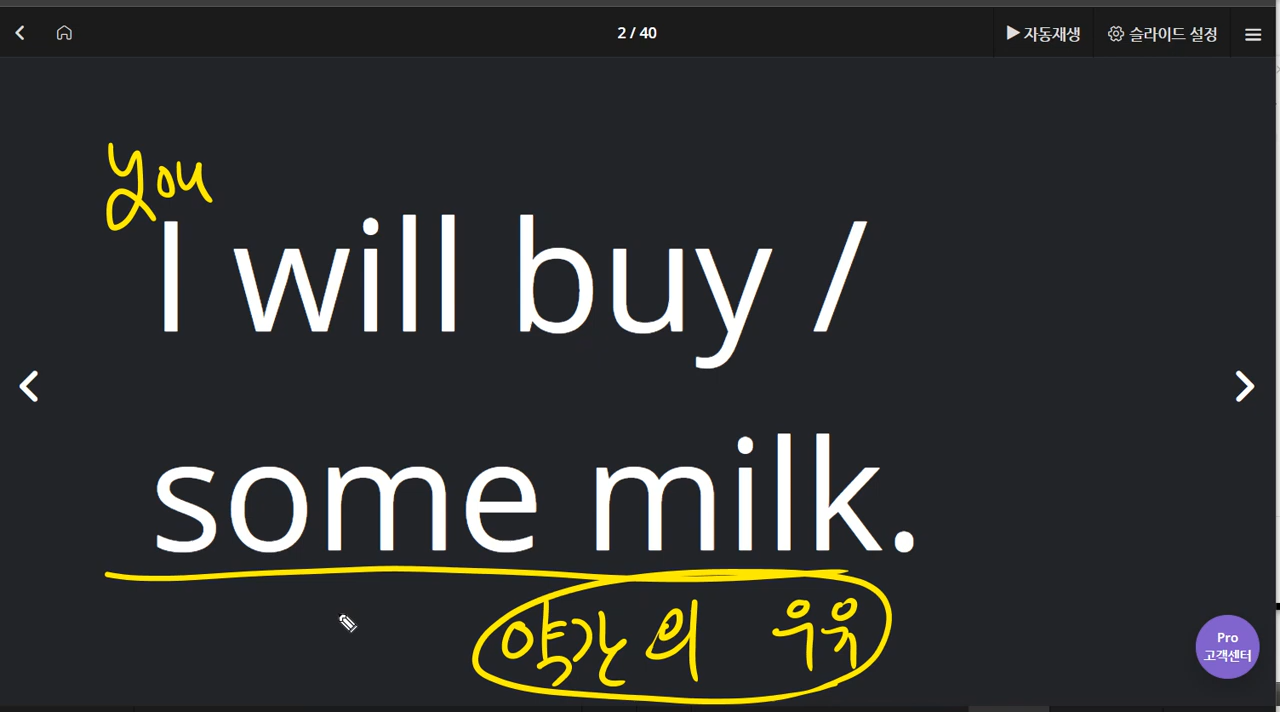 2 / 40
▶ 자동재생
슬라이드 설정
you
I will buy /
some milk.
약간의 우유
Pro
고객센터